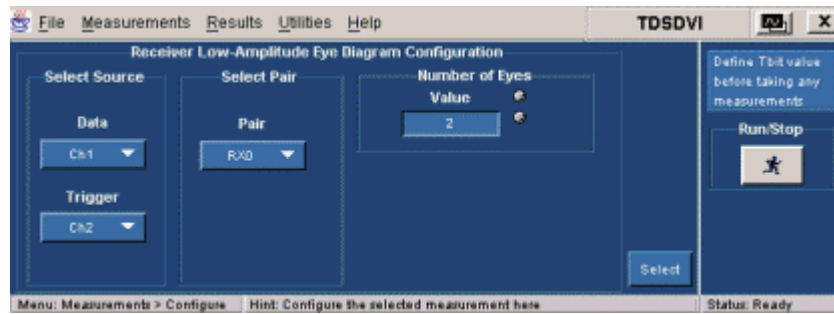 File Measurements Results Utilities Help TDSDVI
Receiver Low-Amplitude Eye Diagram Configuration
Select Source
Data
Ch1
Trigger
Ch2
Select Pair
Pair
RX0
Number of Eyes
Value
2
Select
Define Tbit value
before taking any
measurements
Run/Stop
Menu: Measurements > Configure Hint: Configure the selected measurement here Status: Ready